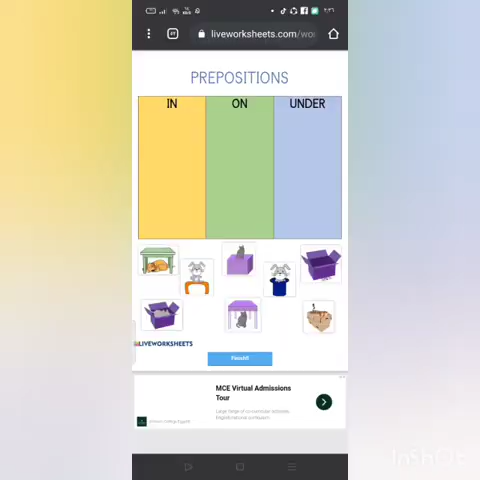 liveworksheets.com/wo
PREPOSITIONS
IN
ON
UNDER
LIVEWORKSHEETS
Finish!!
MCE Virtual Admissions
Tour
InShot